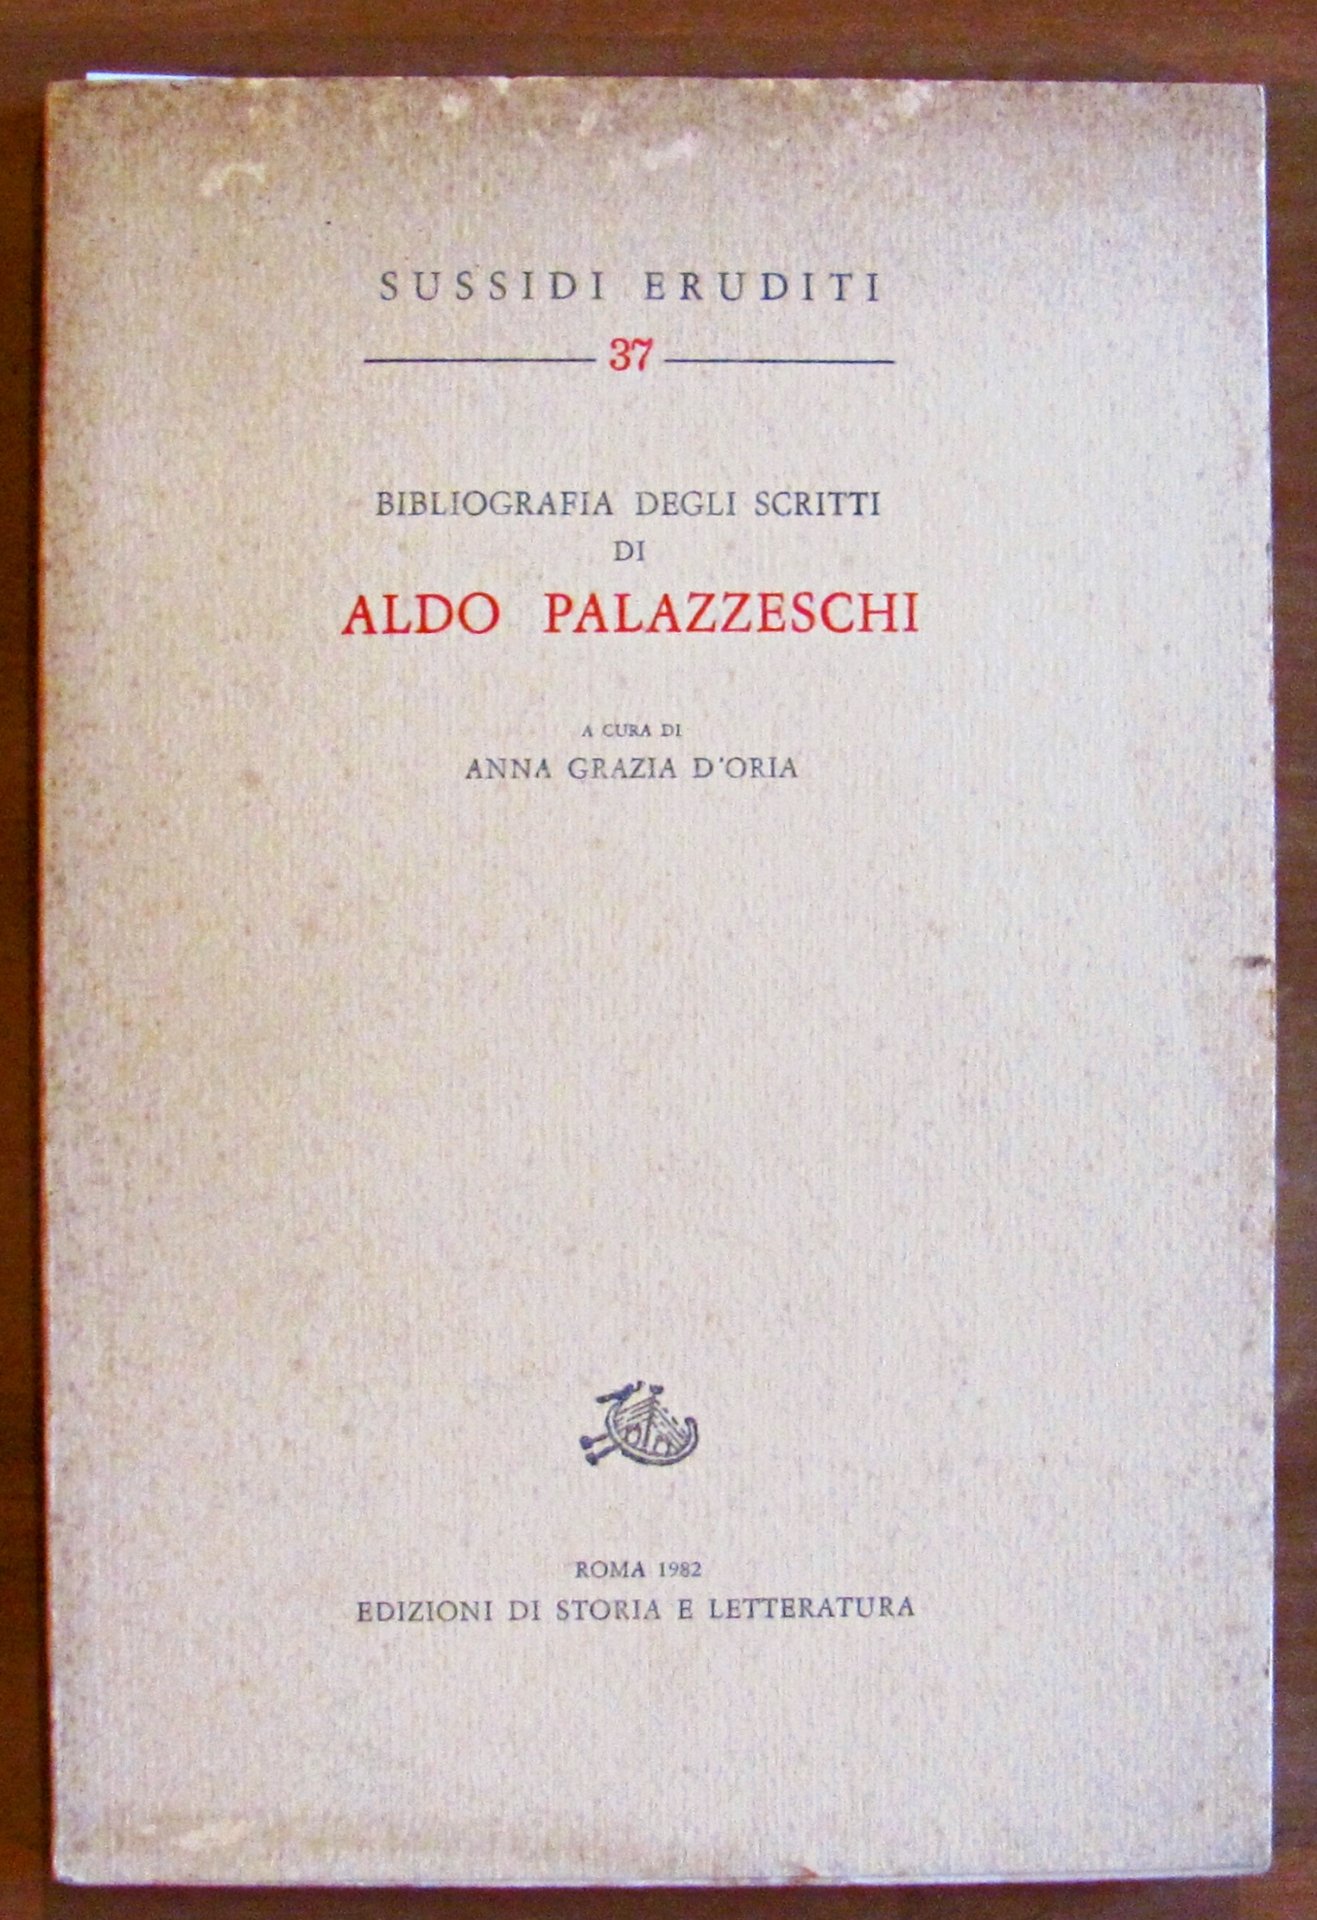 SUSSIDI ERUDITI
37
BIBLIOGRAFIA DEGLI SCRITTI
DI
ALDO PALAZZESCHI
A CURA DI
ANNA GRAZIA D'ORIA
ROMA 1982
EDIZIONI DI STORIA E LETTERATURA